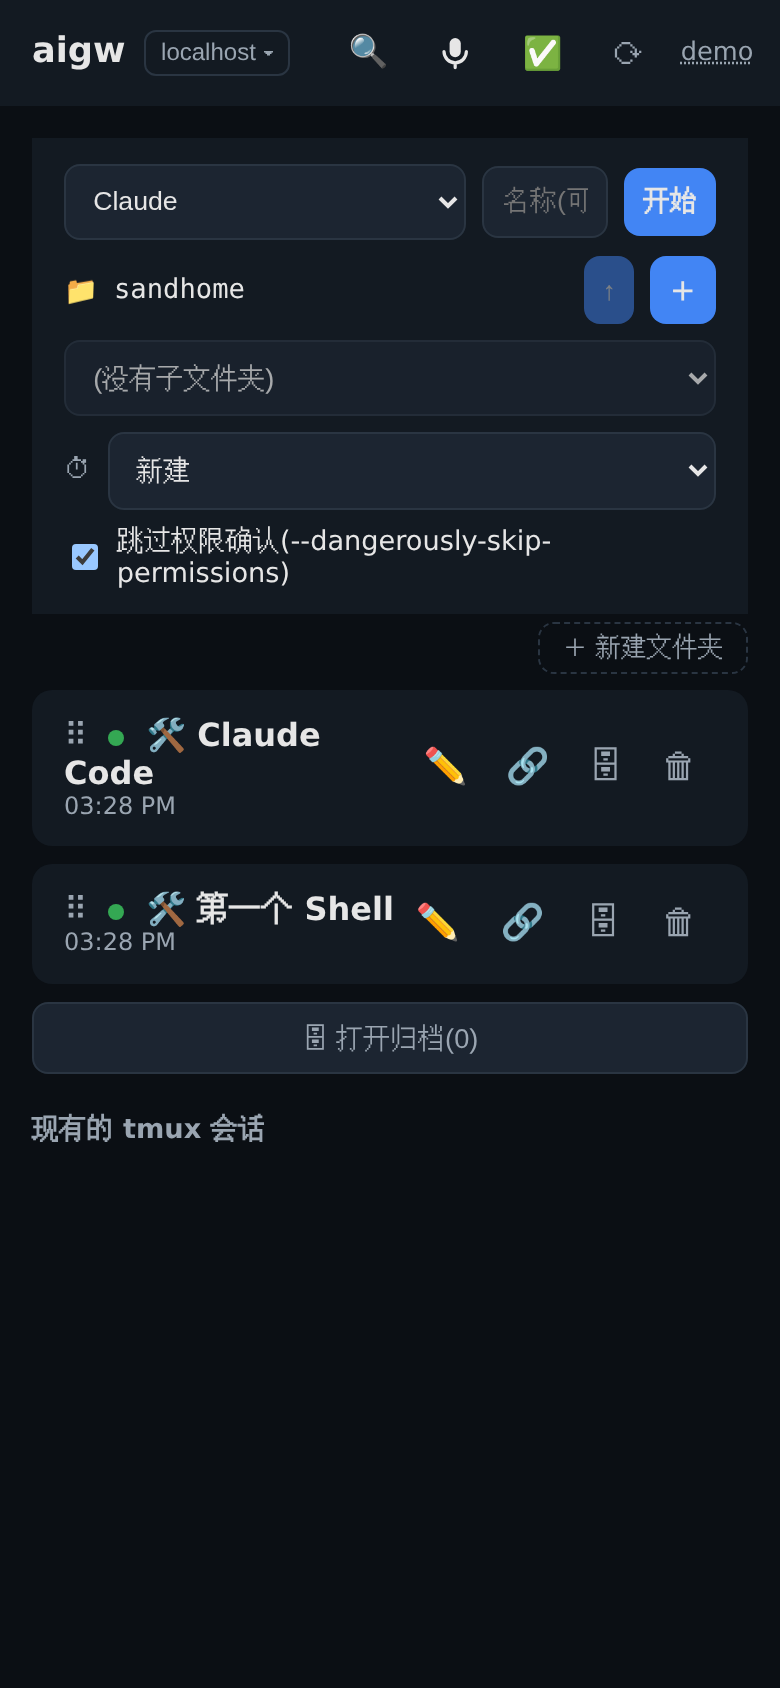 aigw localhost demo
Claude 名称(可 开始
sandhome ↑ +
(没有子文件夹)
新建
跳过权限确认(--dangerously-skip-
permissions)
+ 新建文件夹
Claude
Code
03:28 PM
第一个 Shell
03:28 PM
打开归档(0)
现有的 tmux 会话